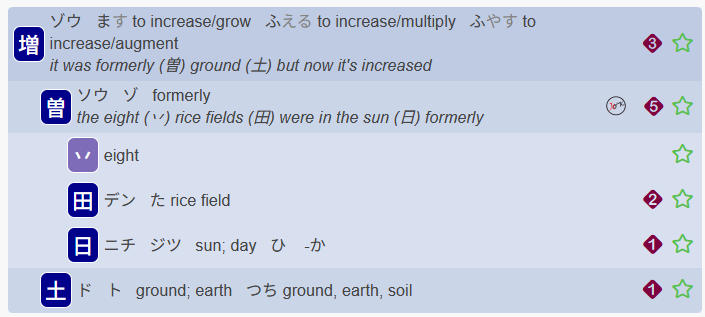 増 ゾウ ます to increase/grow ふえる to increase/multiply ふやす to
increase/augment 3
it was formerly (曽) ground (土) but now it's increased
曽 ソウ ゾ formerly 5
the eight (丷) rice fields (田) were in the sun (日) formerly
丷 eight
田 デン た rice field 2
日 ニチ ジツ sun; day ひ -か 1
土 ド ト ground; earth つち ground, earth, soil 1